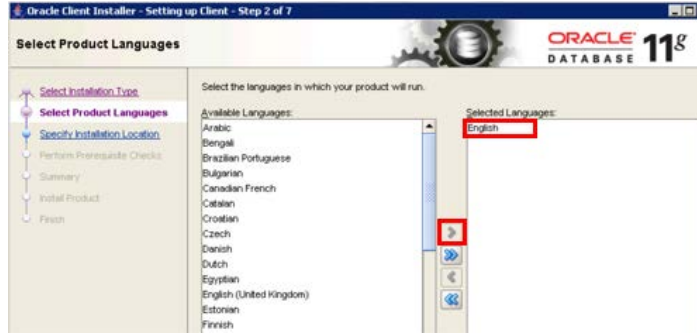 Oracle Client Installer - Setting up Client - Step 2 of 7
Select Product Languages
ORACLE
DATABASE
11g
Select Installation Type
Select Product Languages
Specify Installation Location
Perform Prerequisite Checks
Summary
Install Product
Finish
Select the languages in which your product will run.
Available Languages:
Arabic
Bengali
Brazilian Portuguese
Bulgarian
Canadian French
Catalan
Croatian
Czech
Danish
Dutch
Egyptian
English (United Kingdom)
Estonian
Finnish
Selected Languages:
English